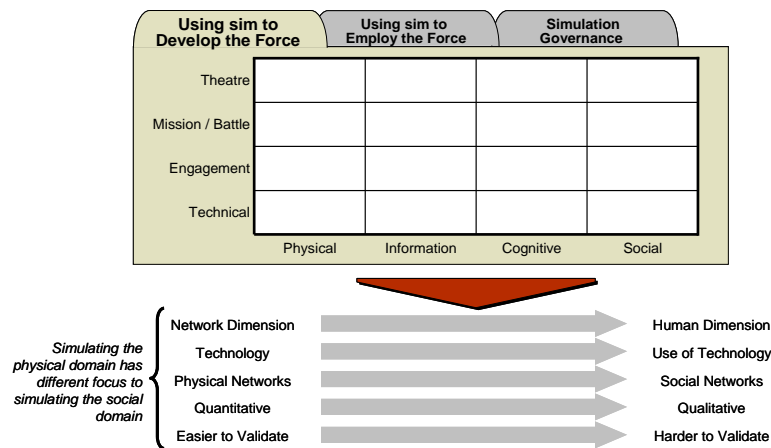 Using sim to
Develop the Force
Using sim to
Employ the Force
Simulation
Governance
Theatre
Mission / Battle
Engagement
Technical
Physical
Information
Cognitive
Social
Simulating the
physical domain has
different focus to
simulating the social
domain
Network Dimension
Human Dimension
Technology
Use of Technology
Physical Networks
Social Networks
Quantitative
Qualitative
Easier to Validate
Harder to Validate